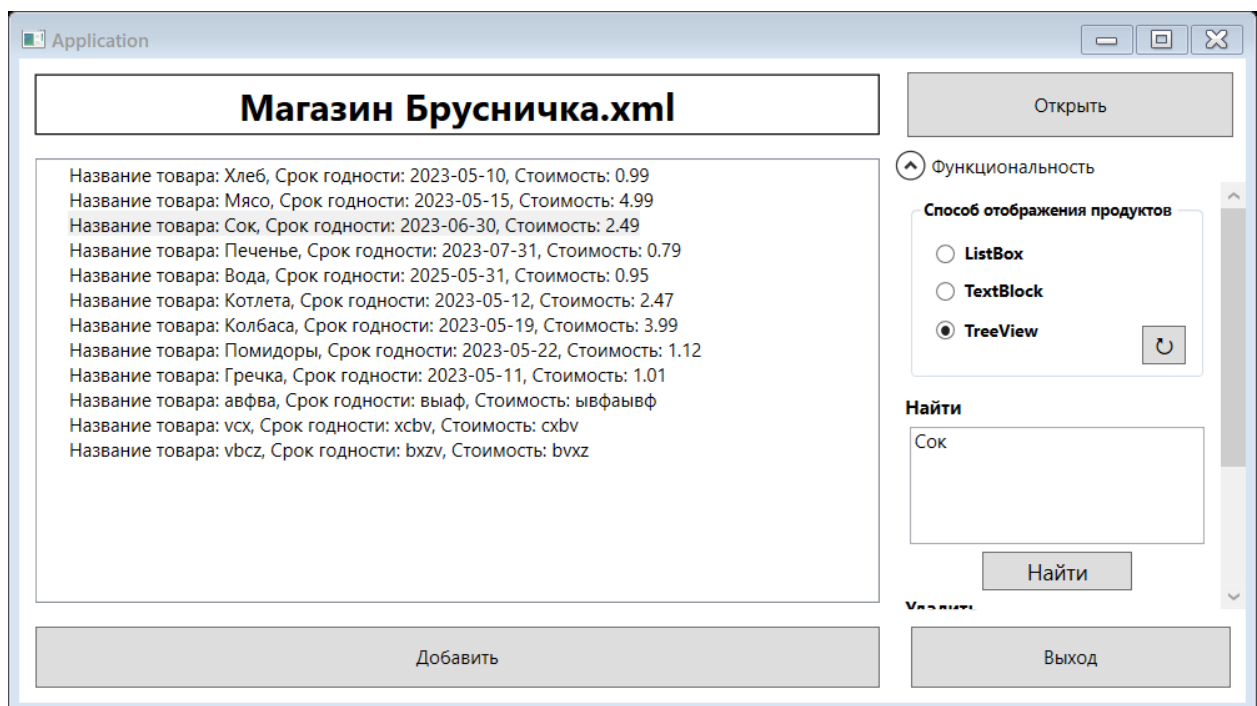 Application
Магазин Брусничка.xml
Открыть
Название товара: Хлеб, Срок годности: 2023-05-10, Стоимость: 0.99
Название товара: Мясо, Срок годности: 2023-05-15, Стоимость: 4.99
Название товара: Сок, Срок годности: 2023-06-30, Стоимость: 2.49
Название товара: Печенье, Срок годности: 2023-07-31, Стоимость: 0.79
Название товара: Вода, Срок годности: 2025-05-31, Стоимость: 0.95
Название товара: Котлета, Срок годности: 2023-05-12, Стоимость: 2.47
Название товара: Колбаса, Срок годности: 2023-05-19, Стоимость: 3.99
Название товара: Помидоры, Срок годности: 2023-05-22, Стоимость: 1.12
Название товара: Гречка, Срок годности: 2023-05-11, Стоимость: 1.01
Название товара: авфва, Срок годности: выаф, Стоимость: ывфаывф
Название товара: vcx, Срок годности: xcbv, Стоимость: cxbv
Название товара: vbcz, Срок годности: bxzv, Стоимость: bvxz
Функциональность
Способ отображения продуктов
ListBox
TextBlock
TreeView
Найти
Сок
Найти
Удалить
Добавить
Выход